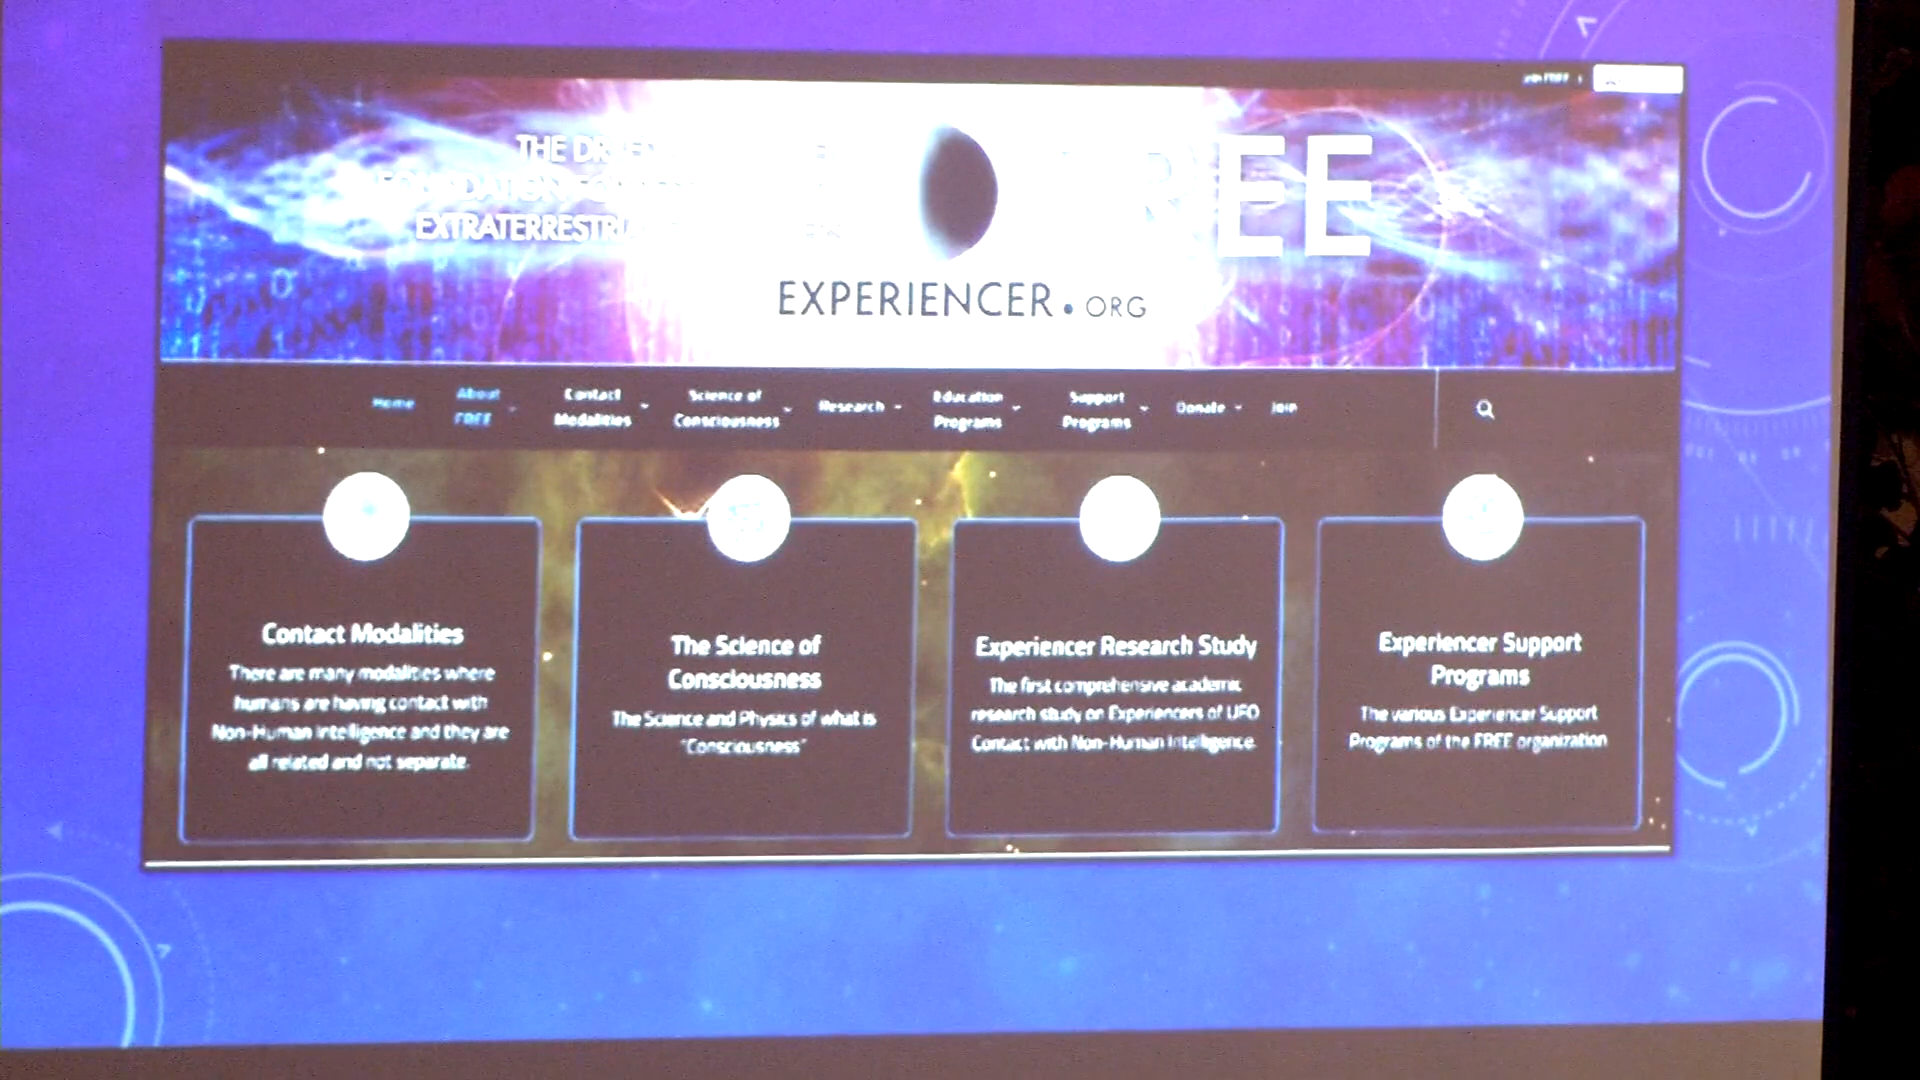 THE DR
EXTRATERRESTRI
EE
EXPERIENCER.ORG
Home
About
FREE
Contact
Modalities
Science of
Consciousness
Research
Education
Programs
Support
Programs
Donate
Join
Contact Modalities
There are many modalities where
humans are having contact with
Non-Human Intelligence and they are
all related and not separate.
The Science of
Consciousness
The Science and Physics of what is
"Consciousness"
Experiencer Research Study
The first comprehensive academic
research study on Experiencers of UFO
Contact with Non-Human Intelligence.
Experiencer Support
Programs
The various Experiencer Support
Programs of the FREE organization